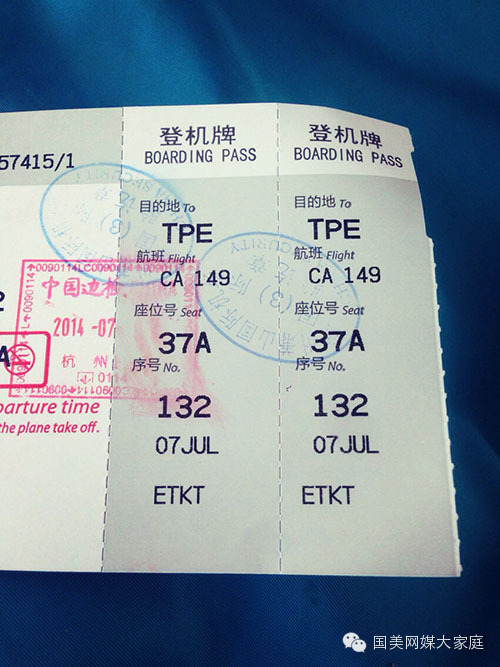 57415/1
登机牌
BOARDING PASS
目的地 To
TPE
航班 Flight
CA 149
座位号 Seat
37A
序号 No.
132
07JUL
ETKT
登机牌
BOARDING PASS
目的地 To
TPE
航班 Flight
CA 149
座位号 Seat
37A
序号 No.
132
07JUL
ETKT
中国边检
2014-07
杭州
parture time
the plane take off.
国美网媒大家庭